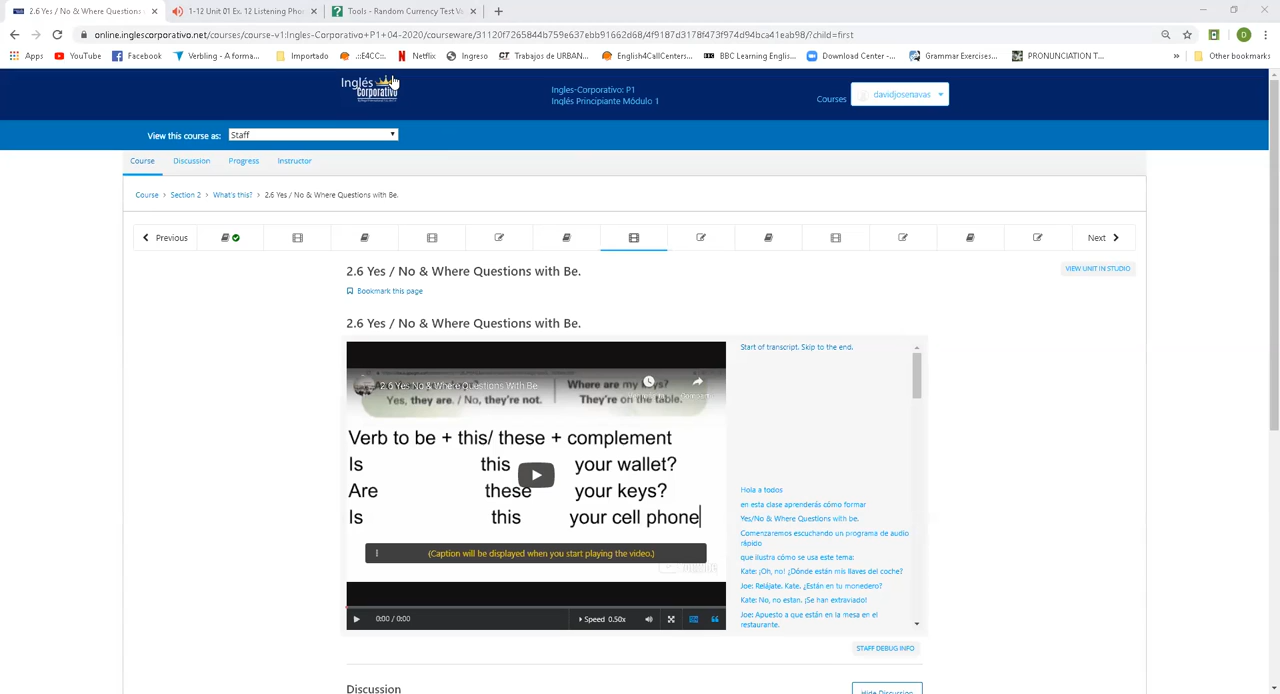 2.6 Yes / No & Where Questions
1-12 Unit 01 Ex. 12 Listening Pho
Tools - Random Currency Test V
online.inglescorporativo.net/courses/course-v1:Ingles-Corporativo+P1+04-2020/courseware/31120f7265844b759e637ebb91662d68/4f9187d3178f473f974d94bca41eab98/?child=first
D
Apps
YouTube
Facebook
Verbling - A forma...
Importado
.::E4CC::.
Netflix
Ingreso
CT Trabajos de URBAN...
English4CallCenters...
BBC Learning Englis...
Download Center -...
Grammar Exercises...
PRONUNCIATION T...
»
Other bookmarks
Inglés Corporativo
Ingles-Corporativo: P1
Inglés Principiante Módulo 1
Courses
davidjosenavas
View this course as:
Staff
Course
Discussion
Progress
Instructor
Course > Section 2 > What's this? > 2.6 Yes / No & Where Questions with Be.
Previous
Next
2.6 Yes / No & Where Questions with Be.
VIEW UNIT IN STUDIO
Bookmark this page
2.6 Yes / No & Where Questions with Be.
2.6 Yes No & Where Questions With Be
Where are my keys?
Yes, they are. / No, they're not.
They're on the table.
Verb to be + this/ these + complement
Is this your wallet?
Are these your keys?
Is this your cell phone
(Caption will be displayed when you start playing the video.)
0:00 / 0:00
Speed 0.50x
Start of transcript. Skip to the end.
Hola a todos
en esta clase aprenderás cómo formar
Yes/No & Where Questions with be.
Comenzaremos escuchando un programa de audio
rápido
que ilustra cómo se usa este tema:
Kate: ¡Oh, no! ¿Dónde están mis llaves del coche?
Joe: Relájate. Kate. ¿Están en tu monedero?
Kate: No, no estan. ¡Se han extraviado!
Joe: Apuesto a que están en la mesa en el
restaurante.
STAFF DEBUG INFO
Discussion
Hide Discussion